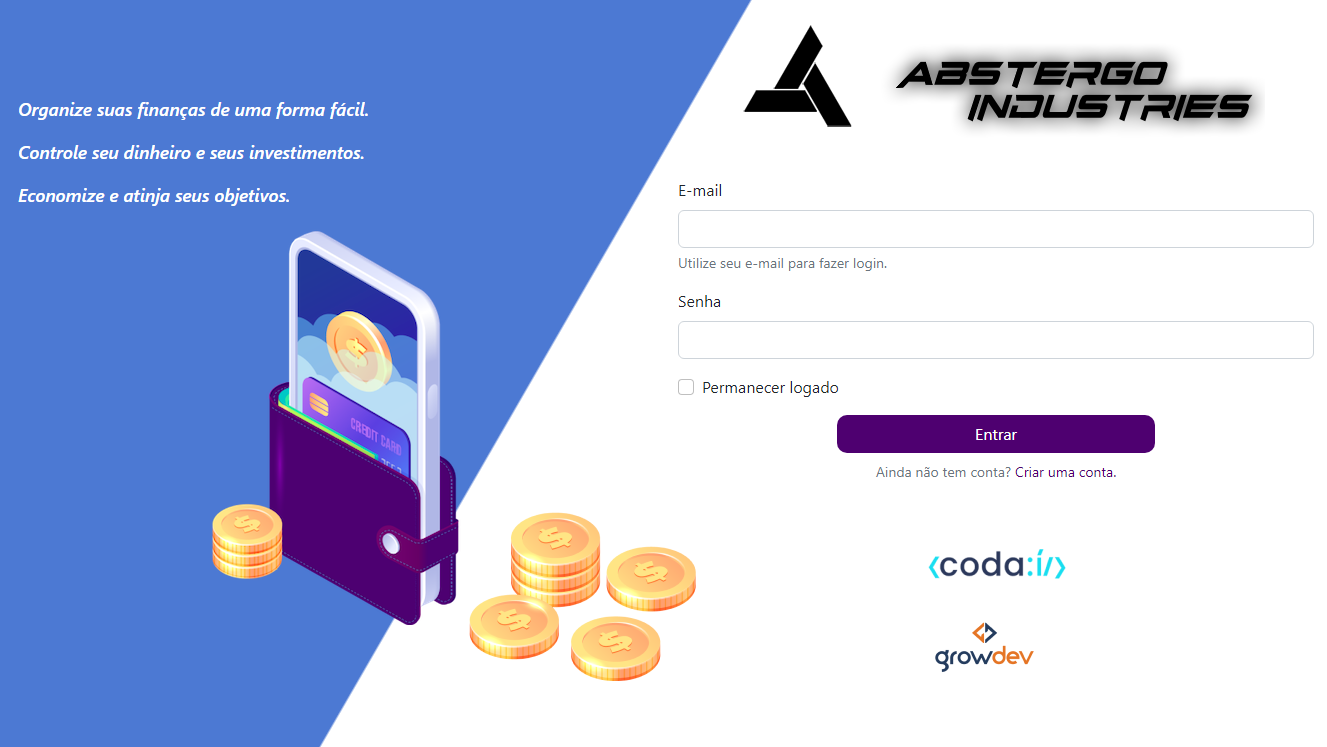 Organize suas finanças de uma forma fácil.
Controle seu dinheiro e seus investimentos.
Economize e atinja seus objetivos.
CREDIT CARD
ABSTERGO
INDUSTRIES
E-mail
Utilize seu e-mail para fazer login.
Senha
Permanecer logado
Entrar
Ainda não tem conta? Criar uma conta.
<coda:í/>
growdev